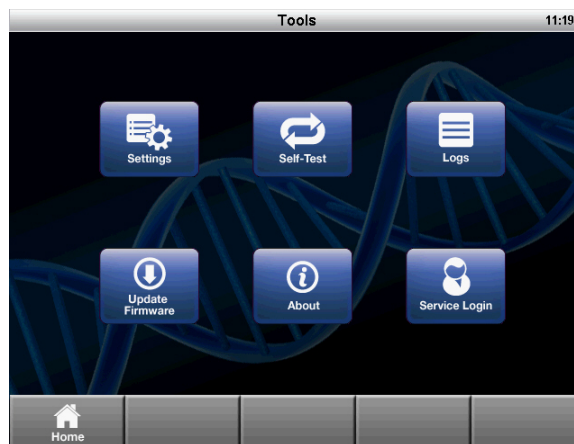 Tools
11:19
Settings
Self-Test
Logs
Update
Firmware
About
Service Login
Home